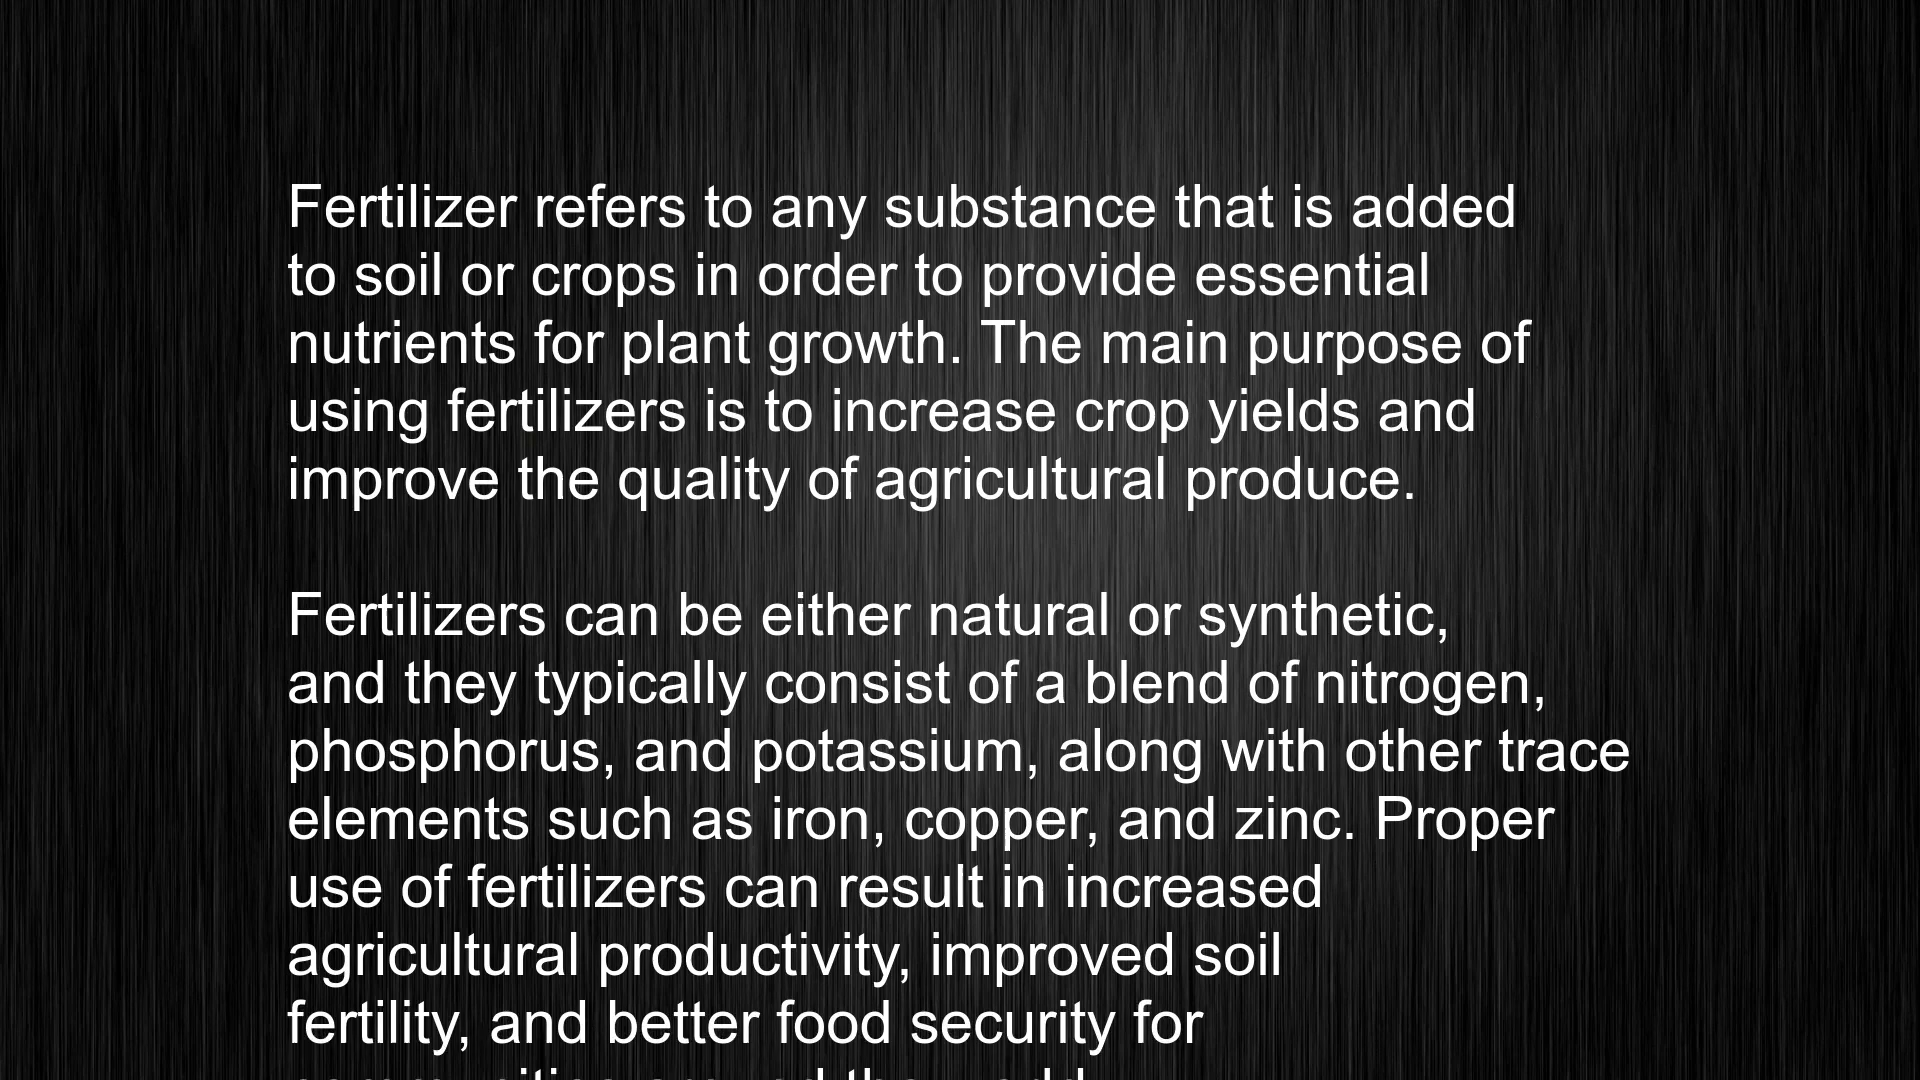 Fertilizer refers to any substance that is added
to soil or crops in order to provide essential
nutrients for plant growth. The main purpose of
using fertilizers is to increase crop yields and
improve the quality of agricultural produce.
Fertilizers can be either natural or synthetic,
and they typically consist of a blend of nitrogen,
phosphorus, and potassium, along with other trace
elements such as iron, copper, and zinc. Proper
use of fertilizers can result in increased
agricultural productivity, improved soil
fertility, and better food security for